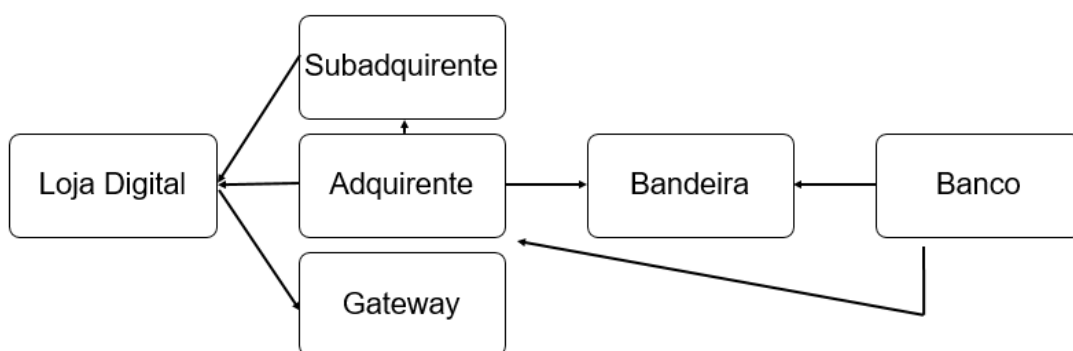 Subadquirente
Loja Digital
Adquirente
Bandeira
Banco
Gateway